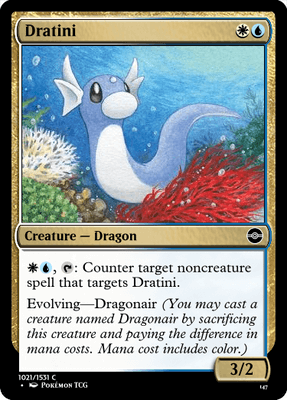 Dratini
Creature — Dragon
, : Counter target noncreature
spell that targets Dratini.
Evolving—Dragonair (You may cast a
creature named Dragonair by sacrificing
this creature and paying the difference in
mana costs. Mana cost includes color.)
3/2
1021/1531 C
• POKÉMON TCG